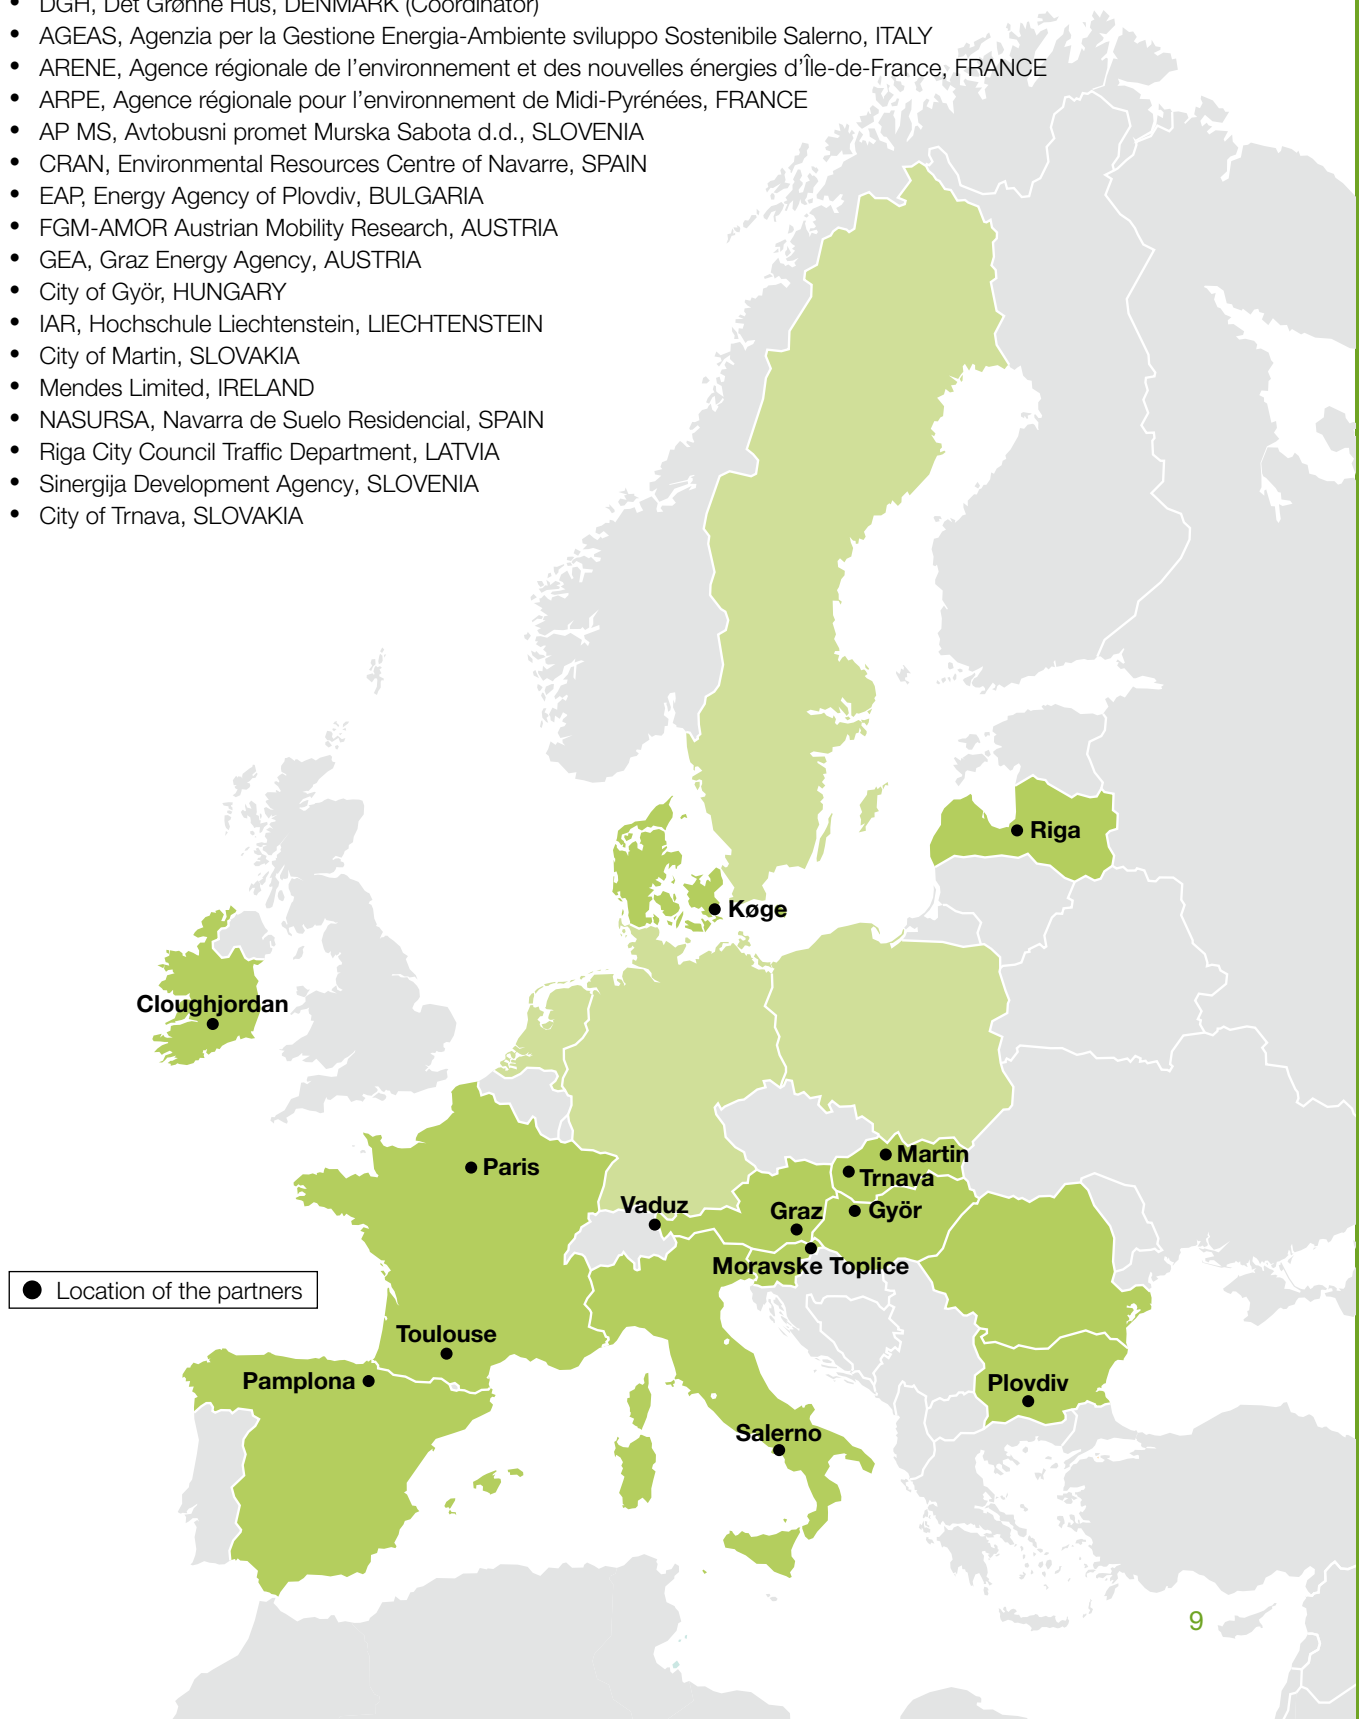 • DGH, Det Grønne Hus, DENMARK (Coordinator)
• AGEAS, Agenzia per la Gestione Energia-Ambiente sviluppo Sostenibile Salerno, ITALY
• ARENE, Agence régionale de l’environnement et des nouvelles énergies d’Île-de-France, FRANCE
• ARPE, Agence régionale pour l’environnement de Midi-Pyrénées, FRANCE
• AP MS, Avtobusni promet Murska Sabota d.d., SLOVENIA
• CRAN, Environmental Resources Centre of Navarre, SPAIN
• EAP, Energy Agency of Plovdiv, BULGARIA
• FGM-AMOR Austrian Mobility Research, AUSTRIA
• GEA, Graz Energy Agency, AUSTRIA
• City of Györ, HUNGARY
• IAR, Hochschule Liechtenstein, LIECHTENSTEIN
• City of Martin, SLOVAKIA
• Mendes Limited, IRELAND
• NASURSA, Navarra de Suelo Residencial, SPAIN
• Riga City Council Traffic Department, LATVIA
• Sinergija Development Agency, SLOVENIA
• City of Trnava, SLOVAKIA
Riga
Køge
Cloughjordan
Martin
Paris
Trnava
Vaduz
Graz
Györ
Moravske Toplice
Location of the partners
Toulouse
Pamplona
Plovdiv
Salerno
9